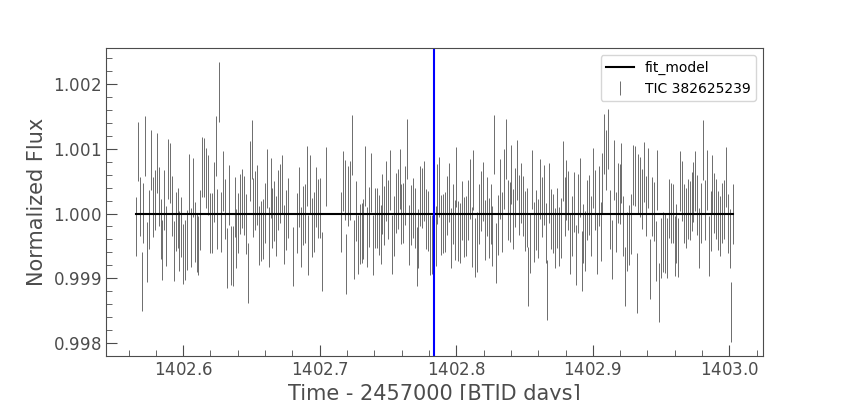 fit_model
TIC 382625239
1.002
1.001
1.000
0.999
0.998
Normalized Flux
1402.6
1402.7
1402.8
1402.9
1403.0
Time - 2457000 [BTJD days]